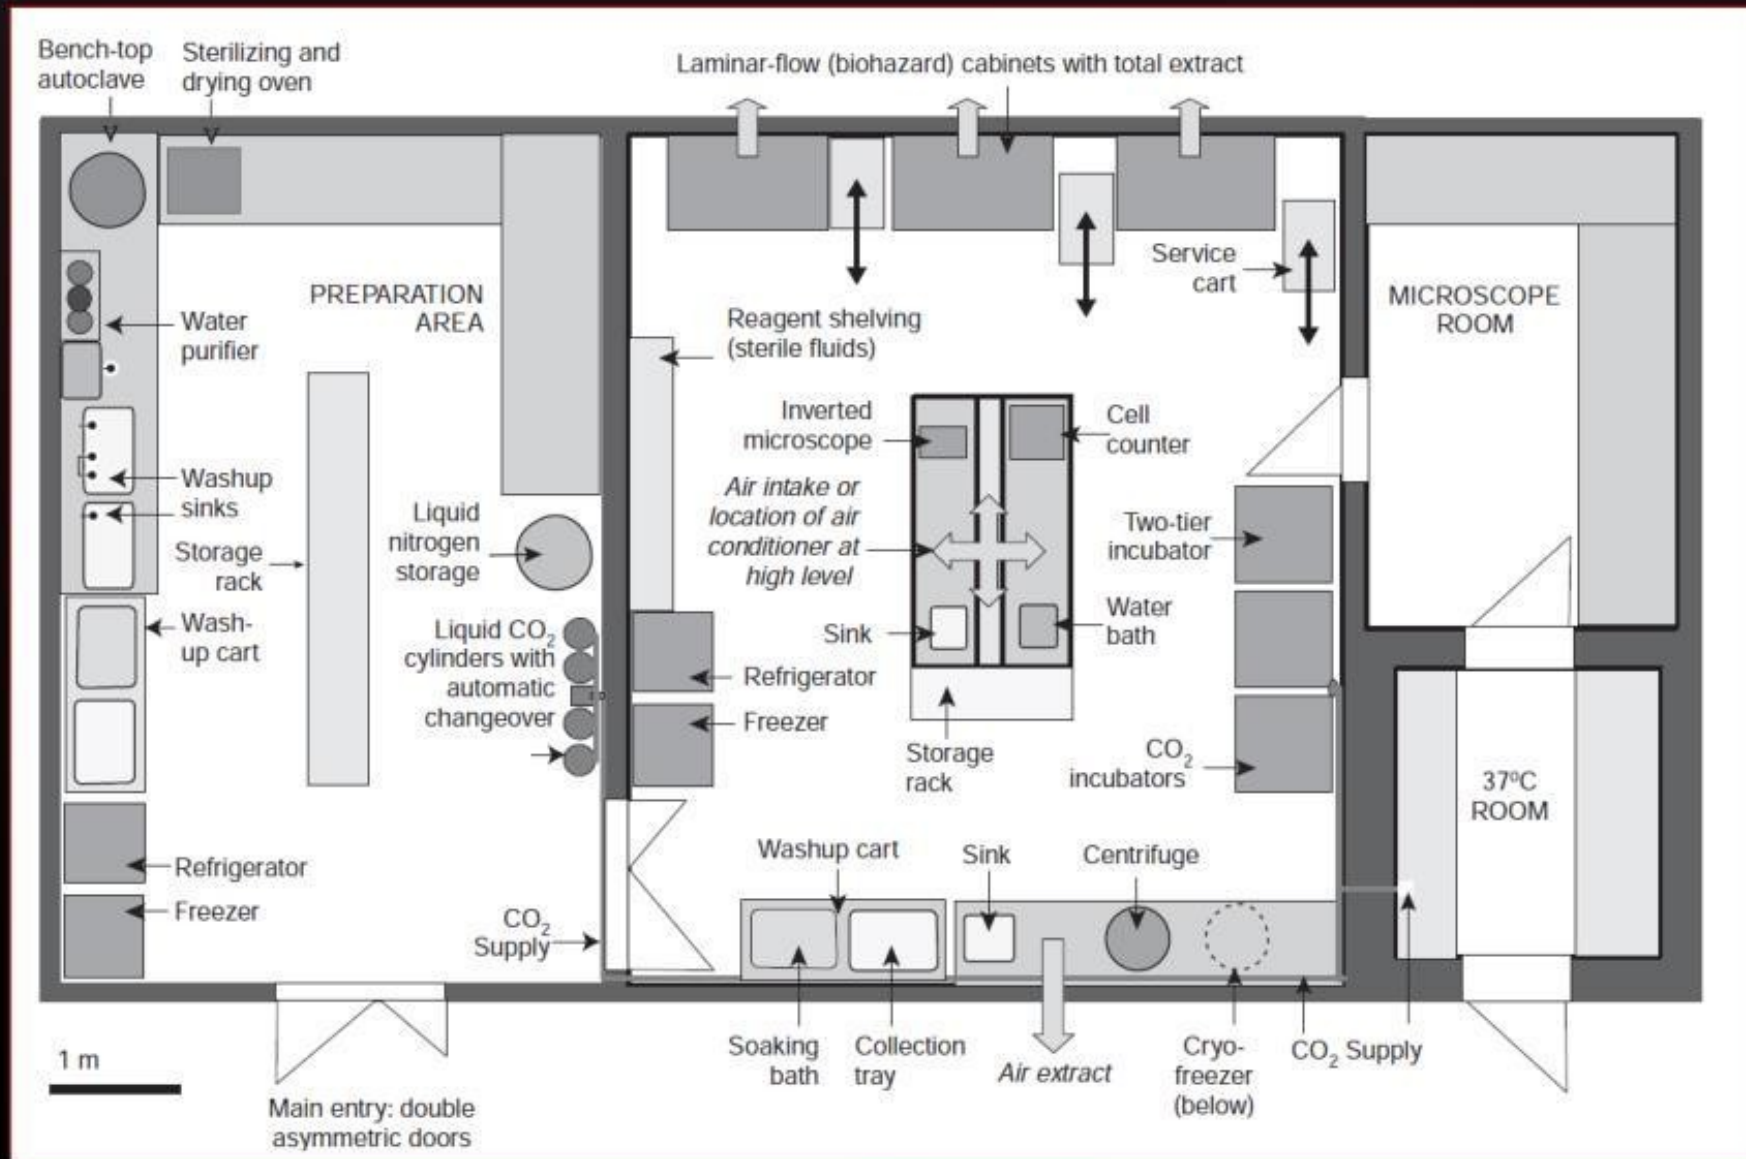 Bench-top
autoclave
Sterilizing and
drying oven
Laminar-flow (biohazard) cabinets with total extract
PREPARATION
AREA
Water
purifier
Washup
sinks
Storage
rack
Wash-
up cart
Liquid
nitrogen
storage
Liquid CO₂
cylinders with
automatic
changeover
Refrigerator
Freezer
CO₂
Supply
1 m
Main entry: double
asymmetric doors
Service
cart
Reagent shelving
(sterile fluids)
Inverted
microscope
Cell
counter
Air intake or
location of air
conditioner at
high level
Two-tier
incubator
Sink
Water
bath
Refrigerator
Freezer
Storage
rack
CO₂
incubators
Washup cart
Sink
Centrifuge
Soaking
bath
Collection
tray
Air extract
Cryo-
freezer
(below)
CO₂ Supply
MICROSCOPE
ROOM
37ºC
ROOM